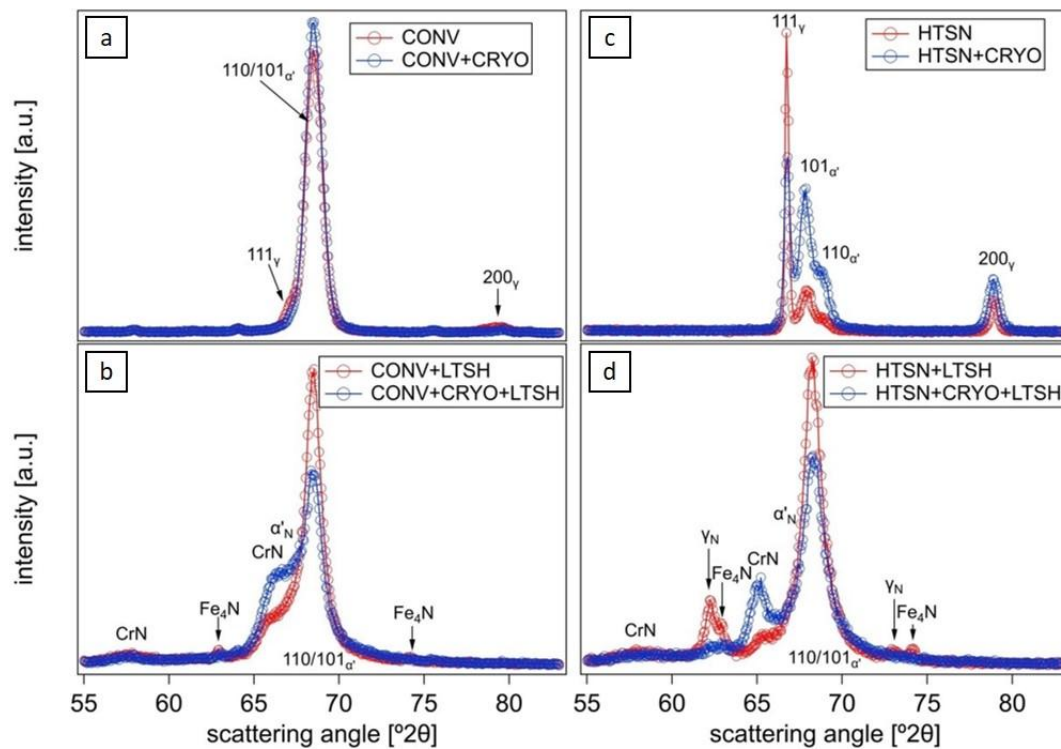 a
CONV
CONV+CRYO
110/101α'
111γ
200γ
intensity [a.u.]
c
111γ
HTSN
HTSN+CRYO
101α'
110α'
200γ
b
CONV+LTSH
CONV+CRYO+LTSH
α'N
CrN
Fe4N
CrN
Fe4N
110/101α'
intensity [a.u.]
55 60 65 70 75 80
scattering angle [º2θ]
d
HTSN+LTSH
HTSN+CRYO+LTSH
α'N
γN
Fe4N
CrN
CrN
γN
Fe4N
110/101α'
60 65 70 75 80
scattering angle [º2θ]